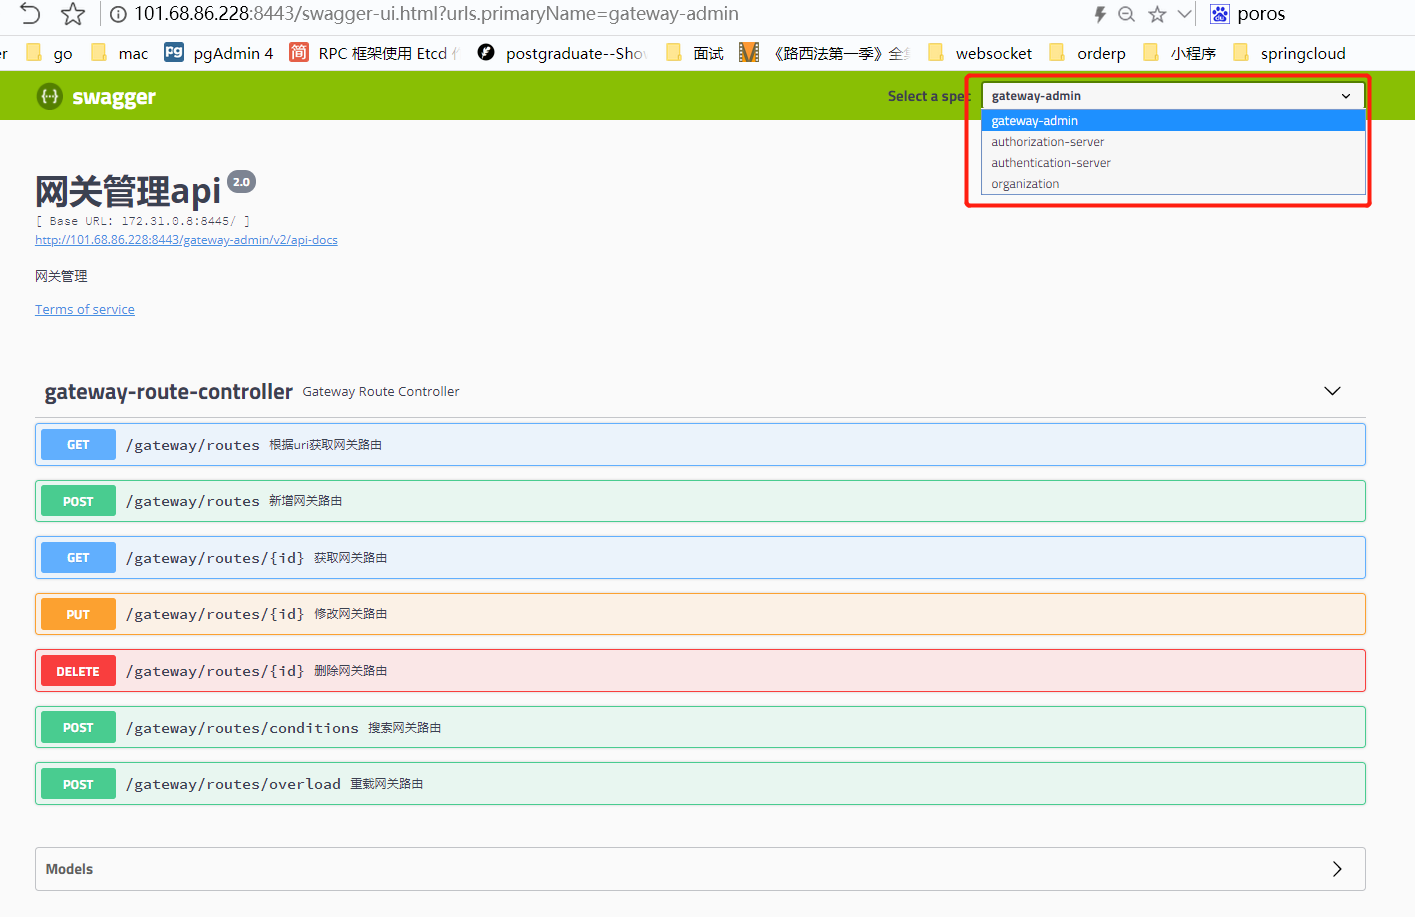 101.68.86.228:8443/swagger-ui.html?urls.primaryName=gateway-admin poros
go mac pgAdmin 4 RPC 框架使用 Etcd postgraduate--Sho 面试 《路西法第一季》全 websocket orderp 小程序 springcloud
swagger Select a spec gateway-admin
gateway-admin
authorization-server
authentication-server
organization
网关管理api 2.0
[ Base URL: 172.31.0.8:8445/ ]
http://101.68.86.228:8443/gateway-admin/v2/api-docs
网关管理
Terms of service
gateway-route-controller Gateway Route Controller
GET /gateway/routes 根据uri获取网关路由
POST /gateway/routes 新增网关路由
GET /gateway/routes/{id} 获取网关路由
PUT /gateway/routes/{id} 修改网关路由
DELETE /gateway/routes/{id} 删除网关路由
POST /gateway/routes/conditions 搜索网关路由
POST /gateway/routes/overload 重载网关路由
Models